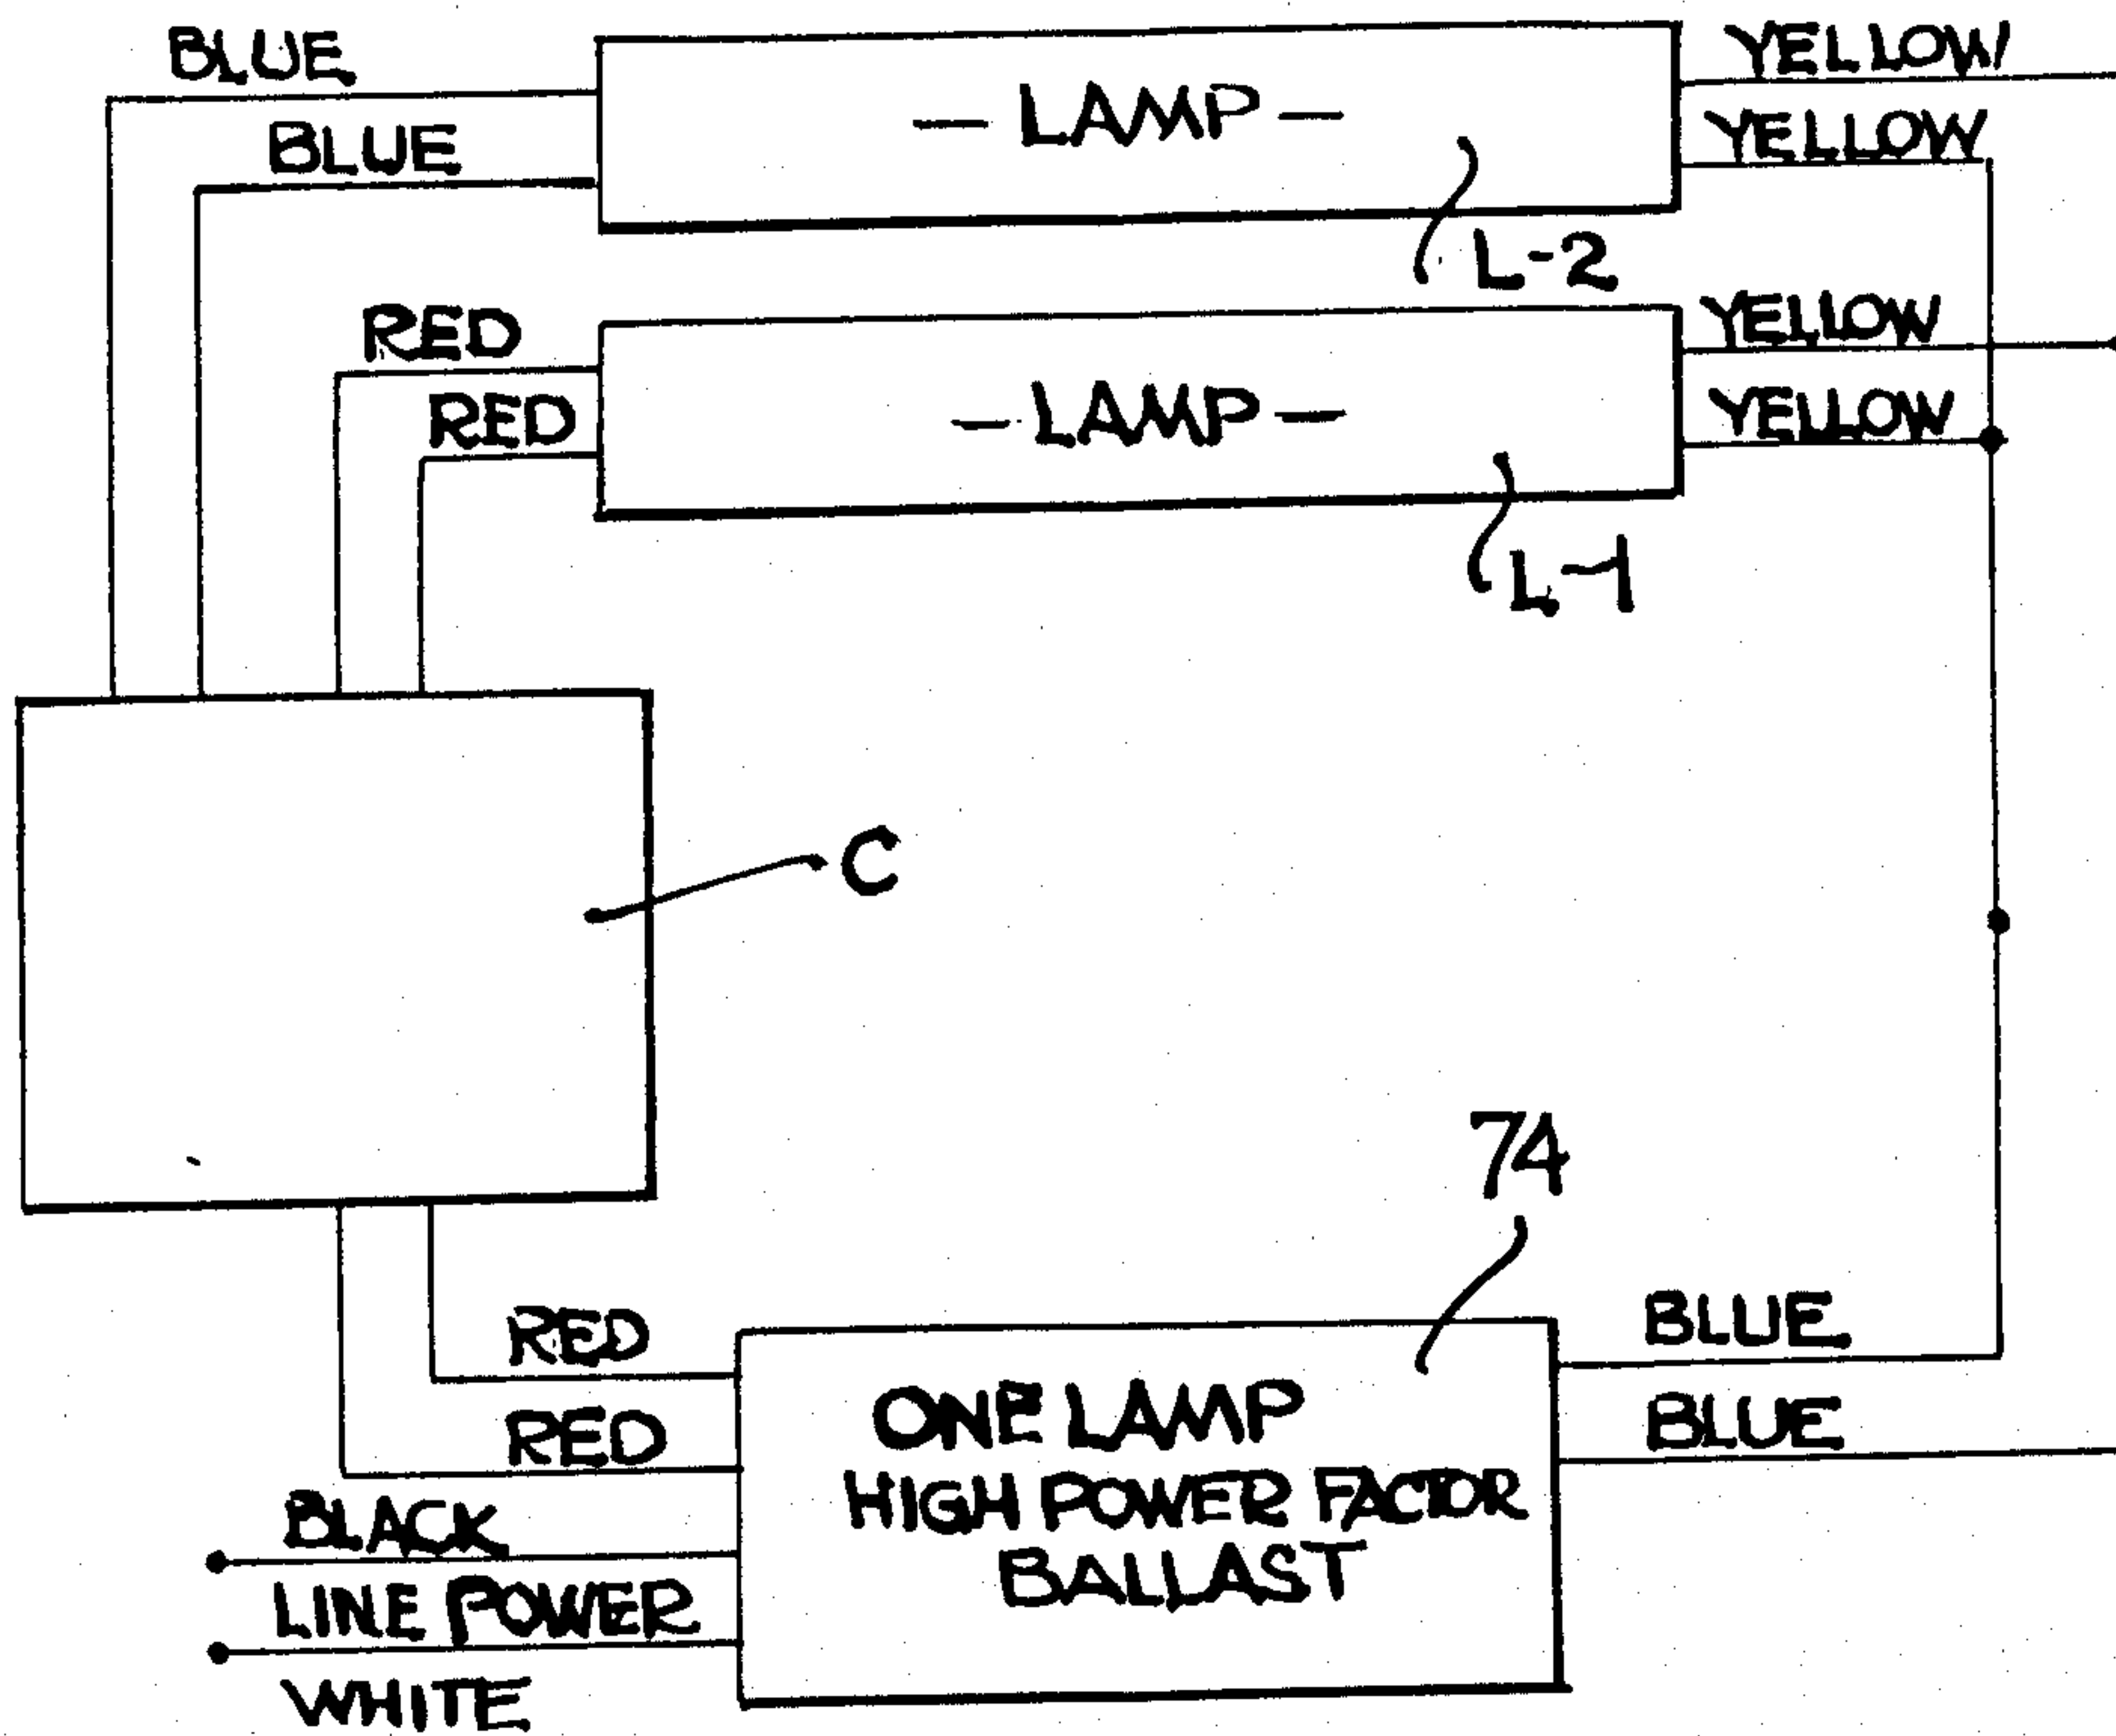 BLUE
YELLOW
- LAMP -
YELLOW
BLUE
L-2
RED
YELLOW
RED
- LAMP -
YELLOW
L-1
C
74
RED
BLUE
ONE LAMP
RED
BLUE
HIGH POWER FACTOR
BLACK
BALLAST
LINE POWER
WHITE